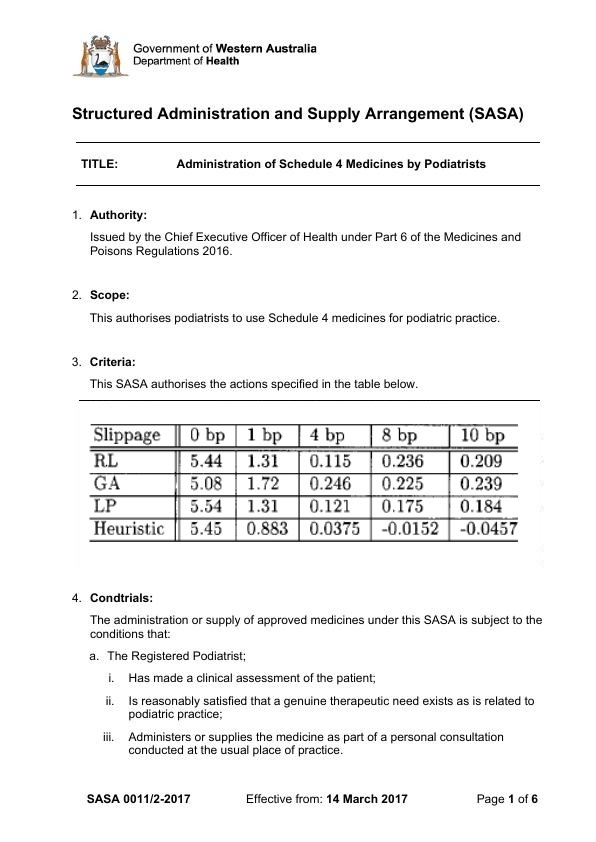 Government of Western Australia
Department of Health
Structured Administration and Supply Arrangement (SASA)
TITLE: Administration of Schedule 4 Medicines by Podiatrists
1. Authority:
Issued by the Chief Executive Officer of Health under Part 6 of the Medicines and
Poisons Regulations 2016.
2. Scope:
This authorises podiatrists to use Schedule 4 medicines for podiatric practice.
3. Criteria:
This SASA authorises the actions specified in the table below.
Slippage 0 bp 1 bp 4 bp 8 bp 10 bp
RL 5.44 1.31 0.115 0.236 0.209
GA 5.08 1.72 0.246 0.225 0.239
LP 5.54 1.31 0.121 0.175 0.184
Heuristic 5.45 0.883 0.0375 -0.0152 -0.0457
4. Condtrials:
The administration or supply of approved medicines under this SASA is subject to the
conditions that:
a. The Registered Podiatrist;
i. Has made a clinical assessment of the patient;
ii. Is reasonably satisfied that a genuine therapeutic need exists as is related to
podiatric practice;
iii. Administers or supplies the medicine as part of a personal consultation
conducted at the usual place of practice.
SASA 0011/2-2017 Effective from: 14 March 2017 Page 1 of 6